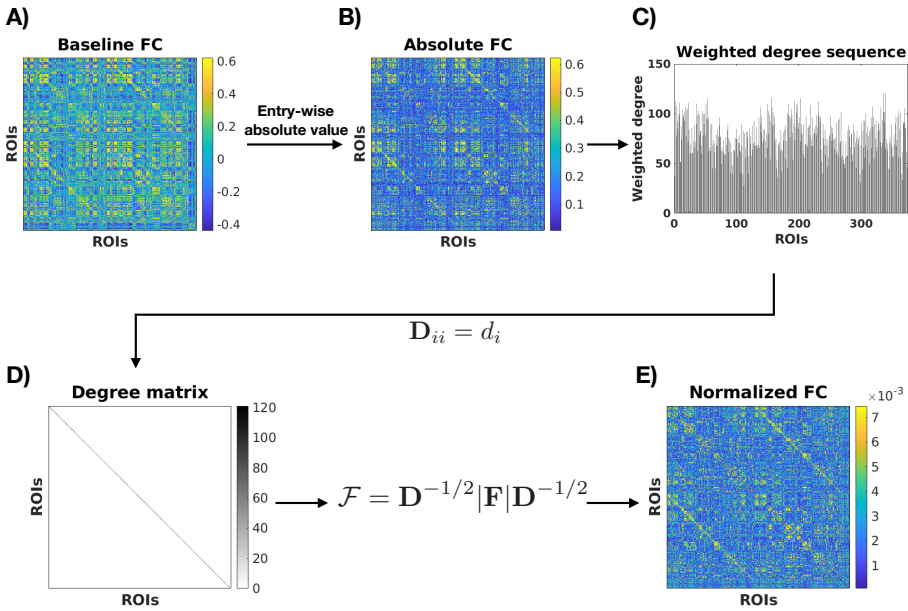 A)
Baseline FC
ROIs
ROIs
0.6
0.4
0.2
0
-0.2
-0.4
Entry-wise
absolute value
B)
Absolute FC
ROIs
ROIs
0.6
0.5
0.4
0.3
0.2
0.1
C)
Weighted degree sequence
Weighted degree
150
100
50
0
0 100 200 300
ROIs
D_{ii} = d_i
D)
Degree matrix
ROIs
ROIs
120
100
80
60
40
20
0
\mathcal{F} = D^{-1/2}|F|D^{-1/2}
E)
Normalized FC
×10^{-3}
ROIs
ROIs
7
6
5
4
3
2
1